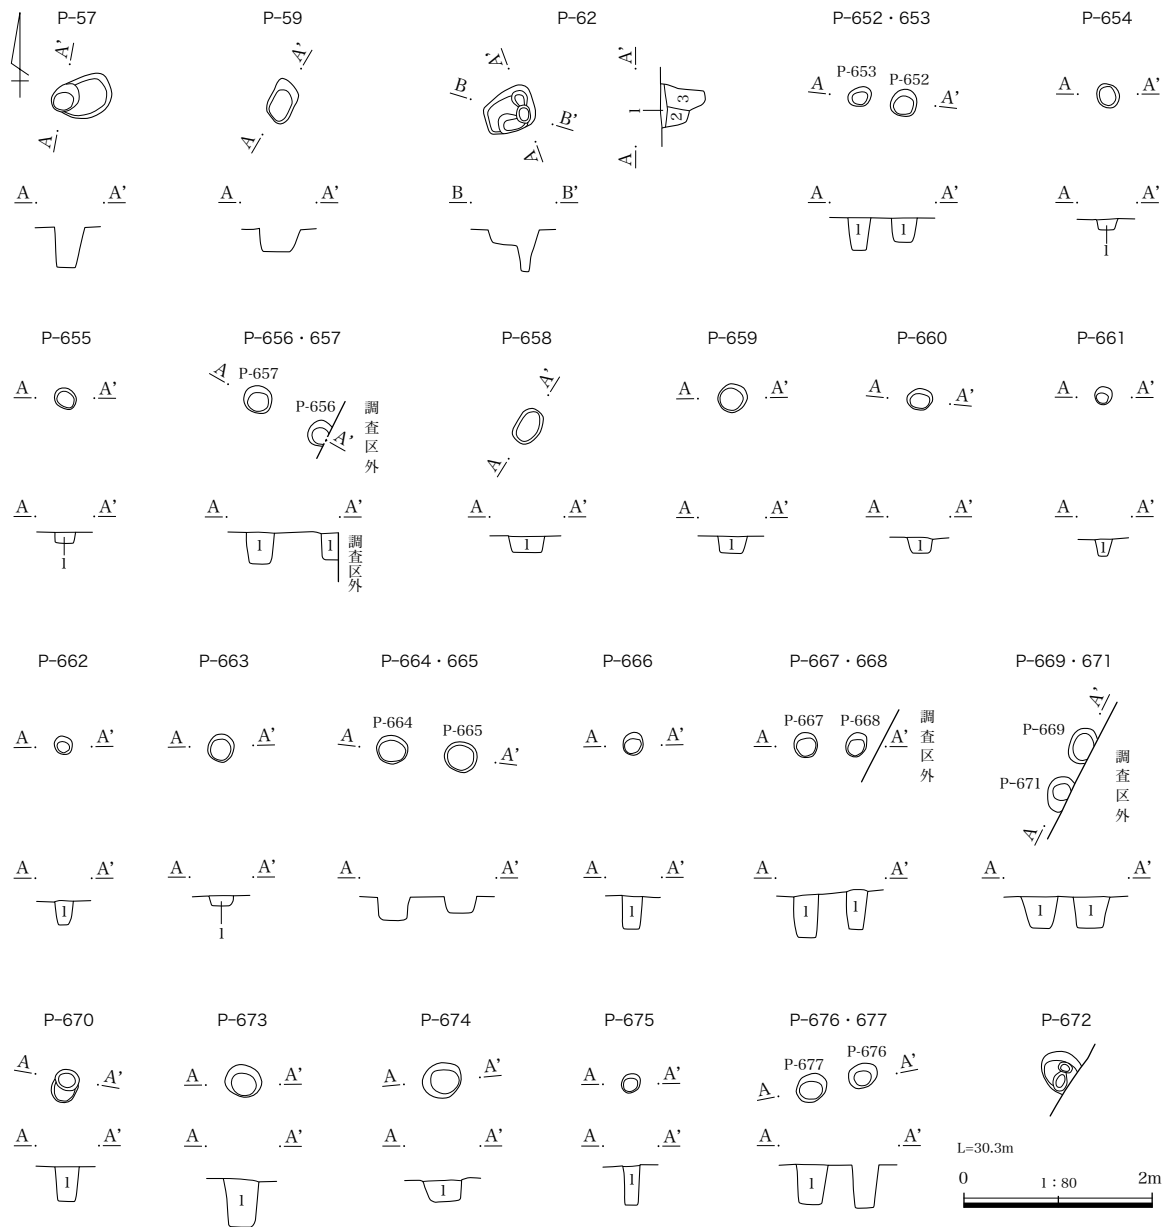 P-57
P-59
P-62
P-652・653
P-654
A'
A
A'
A
B
A'
B'
A
A'
A
1
2
3
A
P-653
P-652
A'
A
A'
A
A'
A
A'
B
B'
A
A'
A
A'
1
1
1
P-655
P-656・657
P-658
P-659
P-660
P-661
A
A'
A
P-657
P-656
A'
調査区外
A'
A
A
A'
A
A'
A
A'
A
A'
A
A'
A
A'
A
A'
A
A'
A
A'
1
1
1
調査区外
1
1
1
1
P-662
P-663
P-664・665
P-666
P-667・668
P-669・671
A
A'
A
A'
A
P-664
P-665
A'
A
A'
A
P-667
P-668
A'
調査区外
A'
P-669
P-671
A
調査区外
A
A'
A
A'
A
A'
A
A'
A
A'
A
A'
1
1
1
1
1
1
1
P-670
P-673
P-674
P-675
P-676・677
P-672
A
A'
A
A'
A
A'
A
A'
A
P-677
P-676
A'
A
A'
A
A'
A
A'
A
A'
A
A'
1
1
1
1
1
L=30.3m
0
1：80
2m